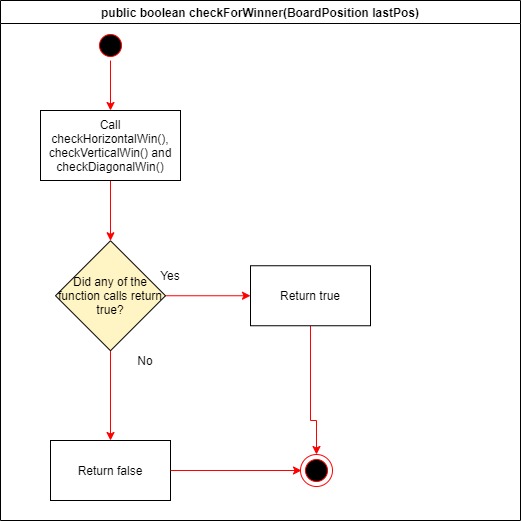 public boolean checkForWinner(BoardPosition lastPos)
Call
checkHorizontalWin(),
checkVerticalWin() and
checkDiagonalWin()
Did any of the
function calls return
true?
Yes
Return true
No
Return false